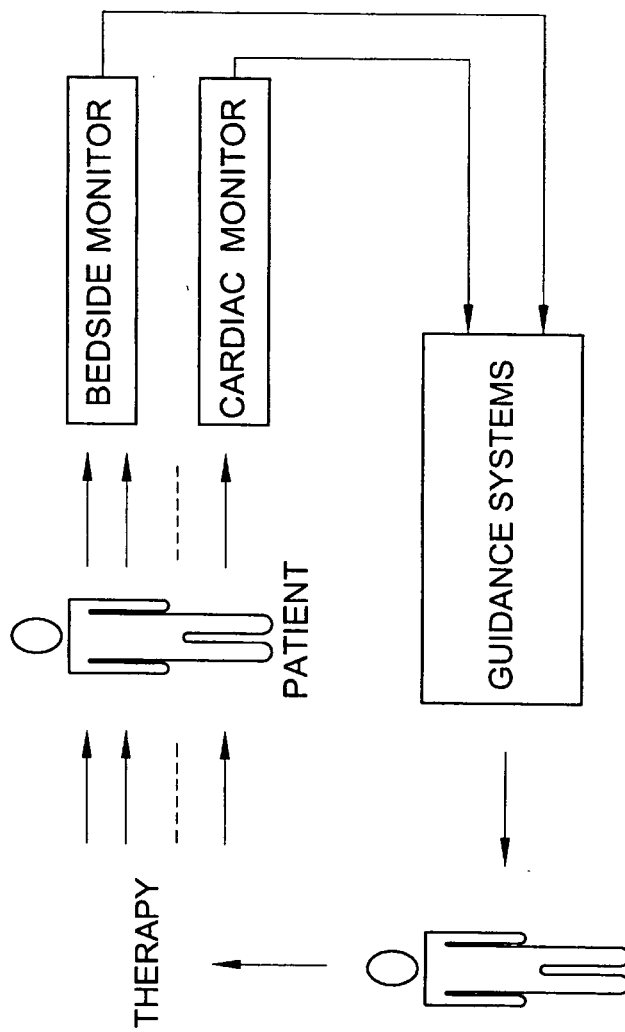 BEDSIDE MONITOR
CARDIAC MONITOR
THERAPY
PATIENT
GUIDANCE SYSTEMS